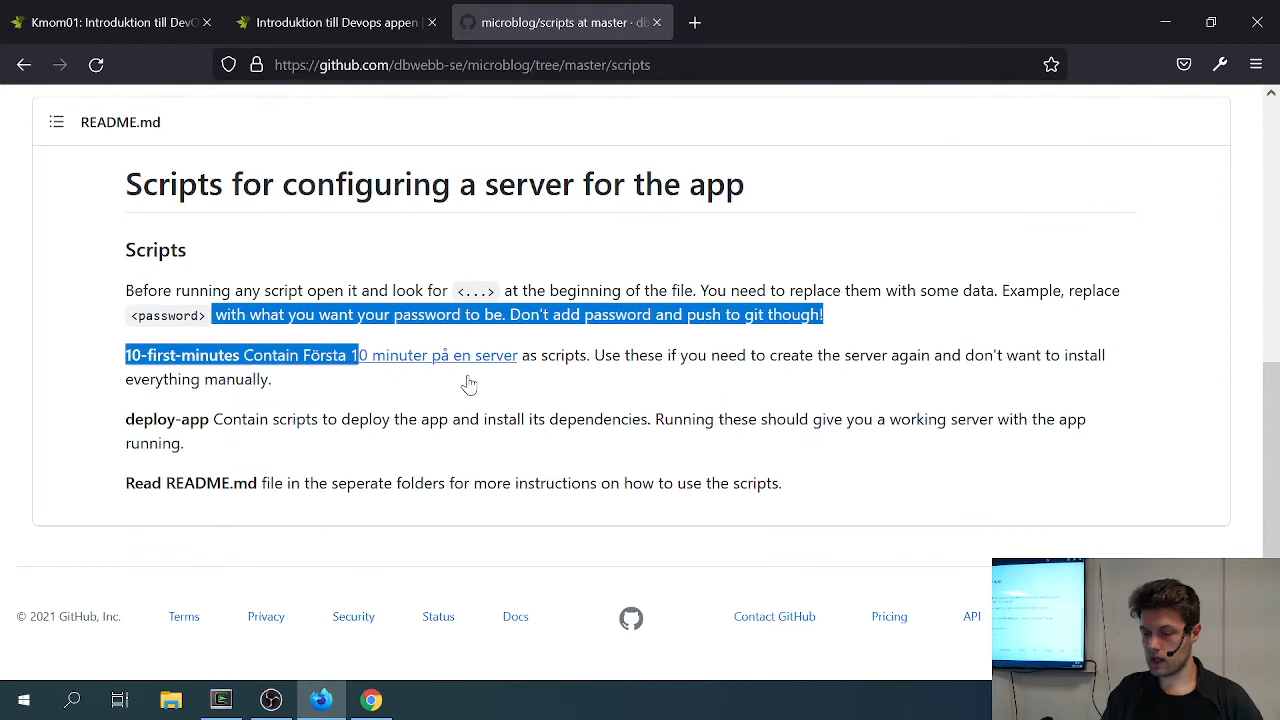 Kmom01: Introduktion till DevO
Introduktion till Devops appen
microblog/scripts at master · db
https://github.com/dbwebb-se/microblog/tree/master/scripts
README.md
Scripts for configuring a server for the app
Scripts
Before running any script open it and look for <...> at the beginning of the file. You need to replace them with some data. Example, replace
<password> with what you want your password to be. Don't add password and push to git though!
10-first-minutes Contain Första 10 minuter på en server as scripts. Use these if you need to create the server again and don't want to install
everything manually.
deploy-app Contain scripts to deploy the app and install its dependencies. Running these should give you a working server with the app
running.
Read README.md file in the seperate folders for more instructions on how to use the scripts.
© 2021 GitHub, Inc. Terms Privacy Security Status Docs Contact GitHub Pricing API